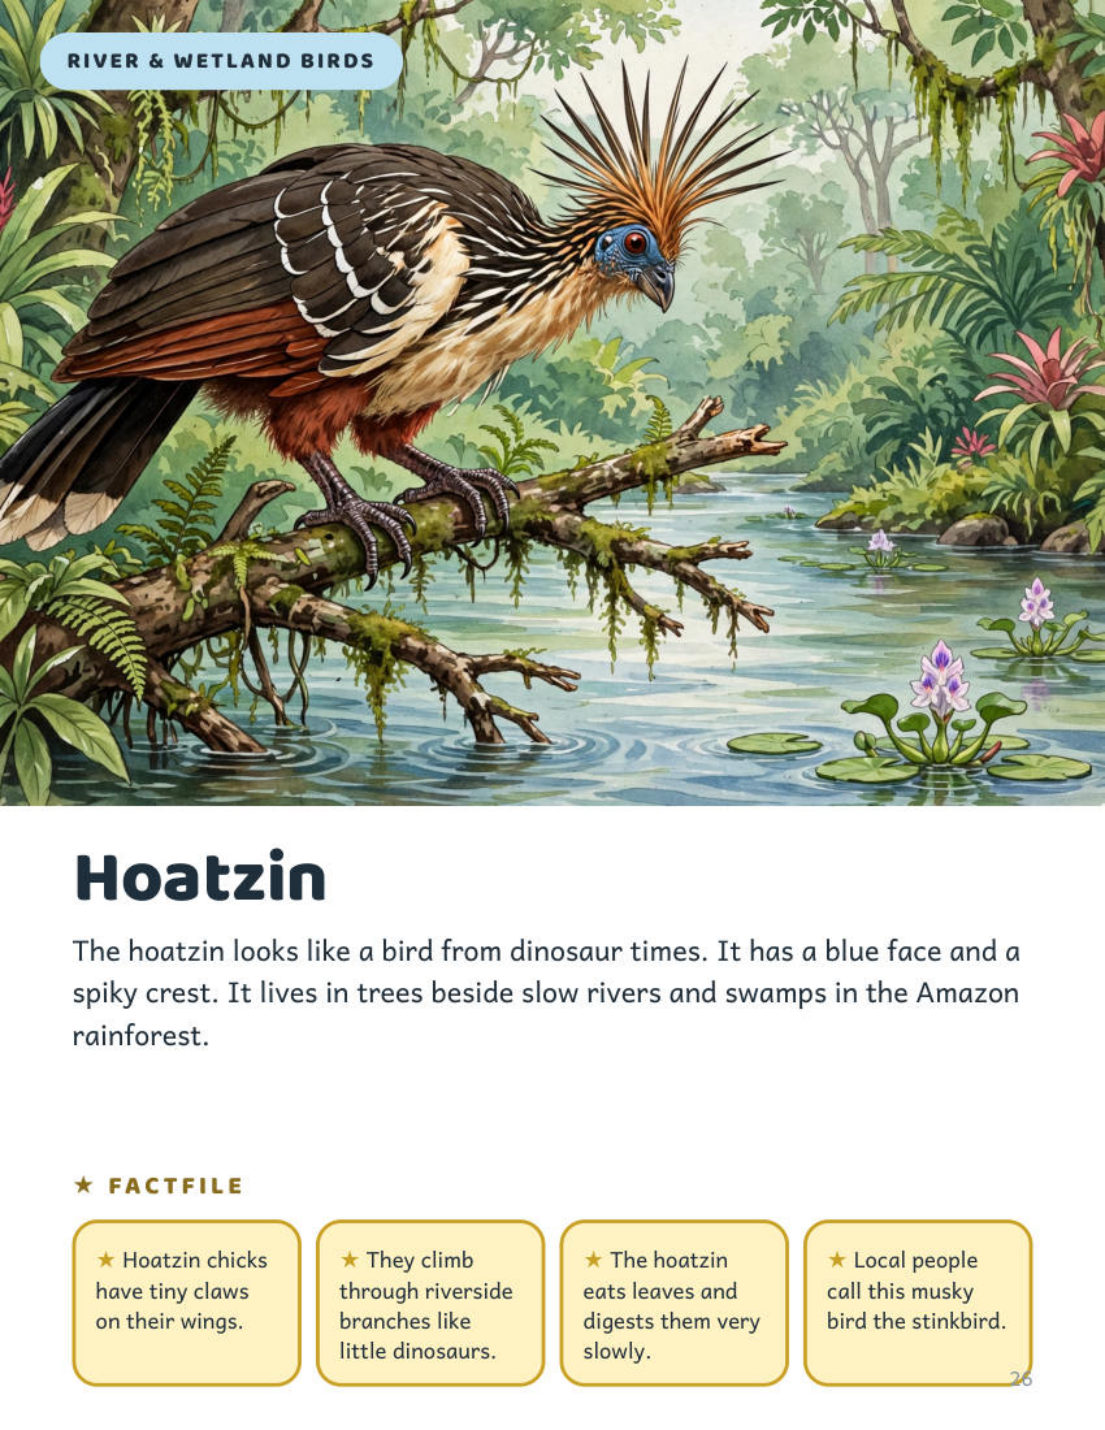 RIVER & WETLAND BIRDS
Hoatzin
The hoatzin looks like a bird from dinosaur times. It has a blue face and a
spiky crest. It lives in trees beside slow rivers and swamps in the Amazon
rainforest.
★ FACTFILE
★ Hoatzin chicks
have tiny claws
on their wings.
★ They climb
through riverside
branches like
little dinosaurs.
★ The hoatzin
eats leaves and
digests them very
slowly.
★ Local people
call this musky
bird the stinkbird.
26